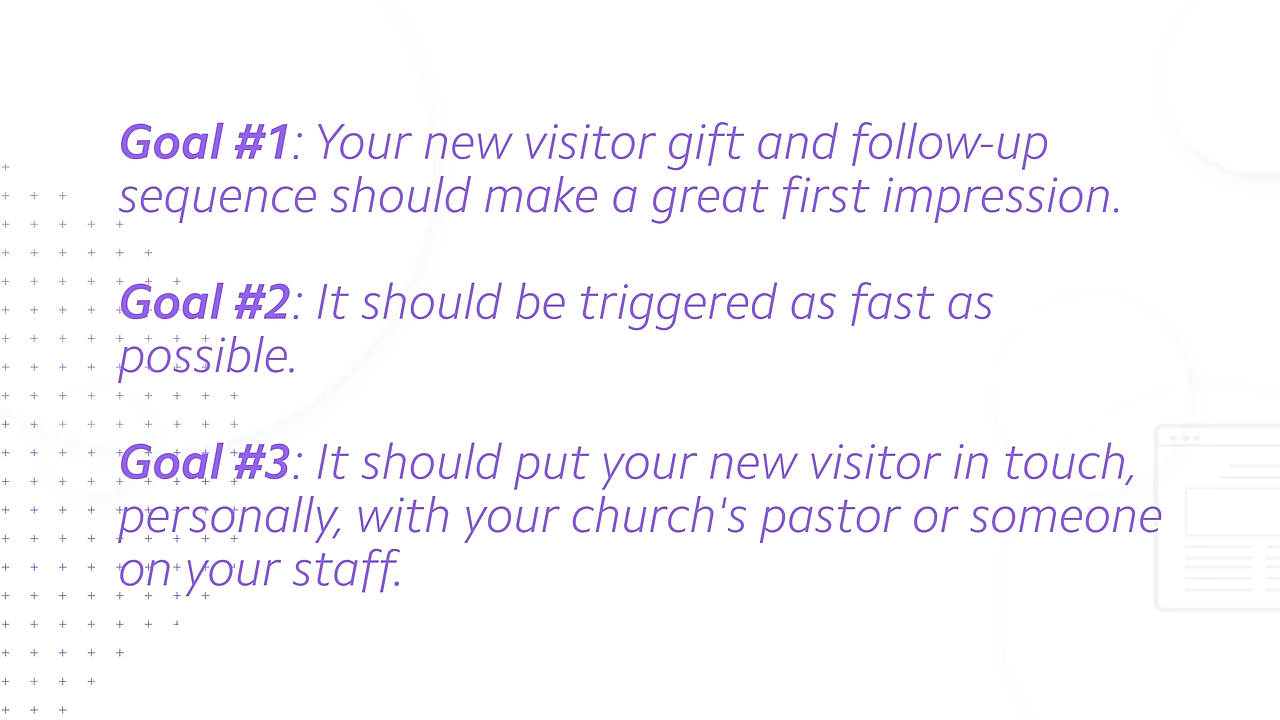 Goal #1: Your new visitor gift and follow-up
sequence should make a great first impression.
Goal #2: It should be triggered as fast as
possible.
Goal #3: It should put your new visitor in touch,
personally, with your church's pastor or someone
on your staff.